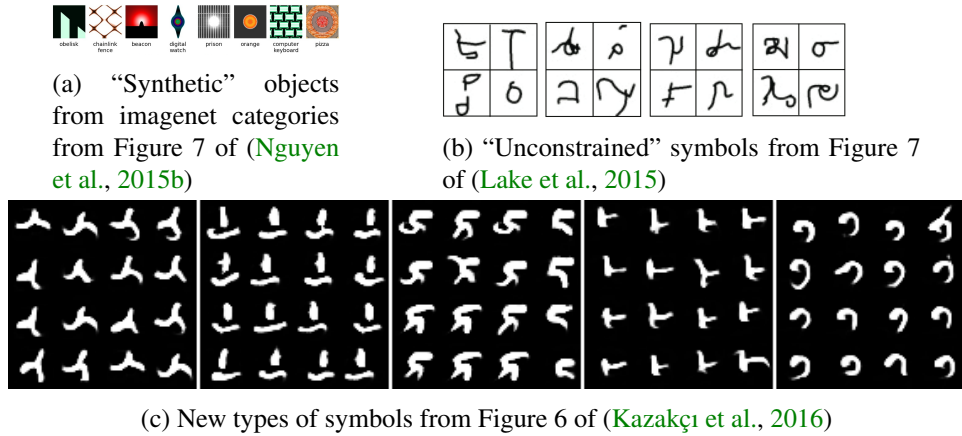 obelisk chainlink fence beacon digital watch prison orange computer keyboard pizza
(a) “Synthetic” objects
from imagenet categories
from Figure 7 of (Nguyen
et al., 2015b)
(b) “Unconstrained” symbols from Figure 7
of (Lake et al., 2015)
(c) New types of symbols from Figure 6 of (Kazakçı et al., 2016)